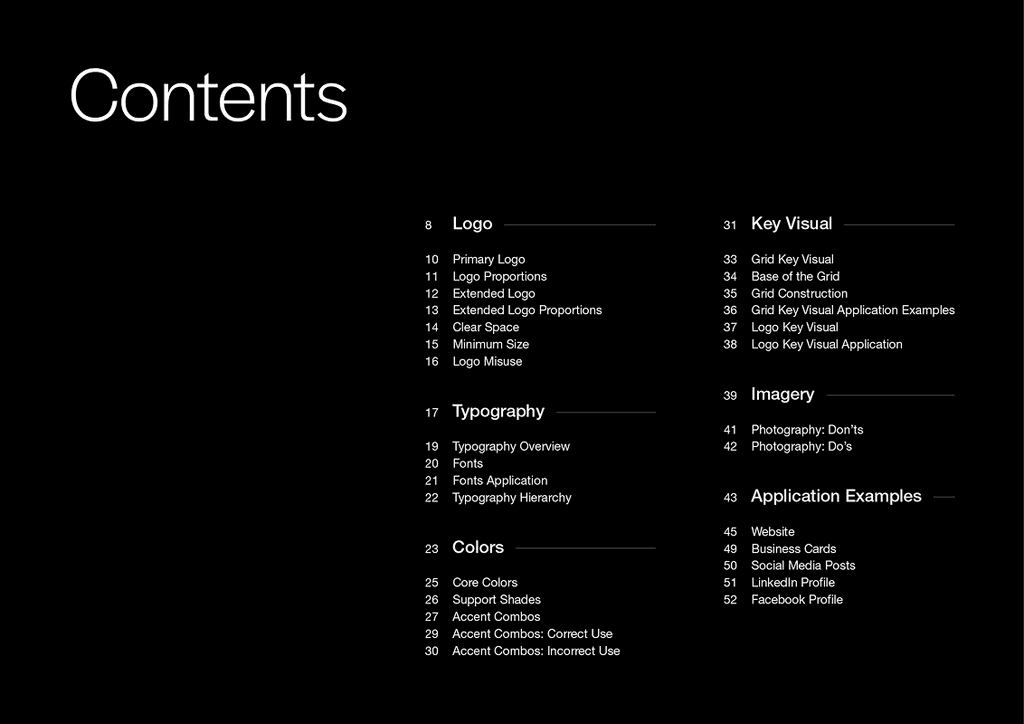 Contents
8 Logo
10 Primary Logo
11 Logo Proportions
12 Extended Logo
13 Extended Logo Proportions
14 Clear Space
15 Minimum Size
16 Logo Misuse
17 Typography
19 Typography Overview
20 Fonts
21 Fonts Application
22 Typography Hierarchy
23 Colors
25 Core Colors
26 Support Shades
27 Accent Combos
29 Accent Combos: Correct Use
30 Accent Combos: Incorrect Use
31 Key Visual
33 Grid Key Visual
34 Base of the Grid
35 Grid Construction
36 Grid Key Visual Application Examples
37 Logo Key Visual
38 Logo Key Visual Application
39 Imagery
41 Photography: Don’ts
42 Photography: Do’s
43 Application Examples
45 Website
49 Business Cards
50 Social Media Posts
51 LinkedIn Profile
52 Facebook Profile